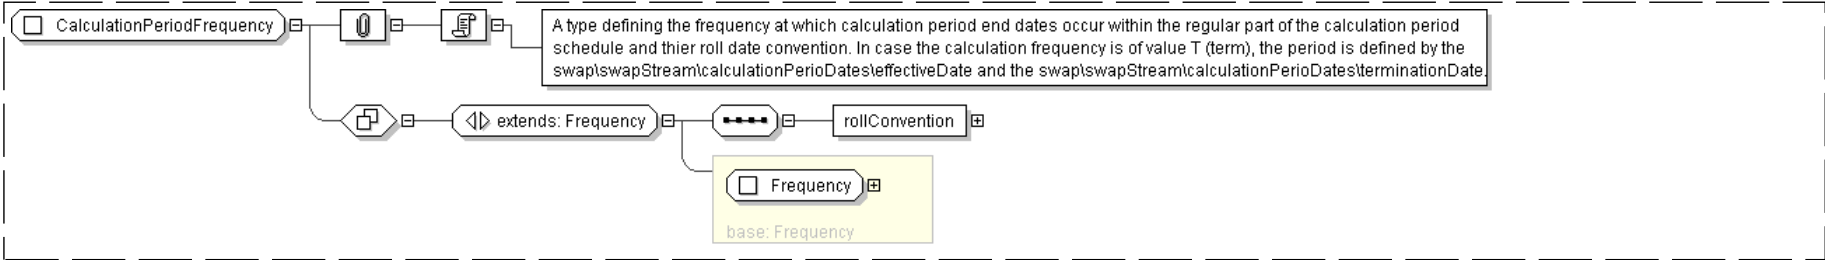 CalculationPeriodFrequency
A type defining the frequency at which calculation period end dates occur within the regular part of the calculation period
schedule and thier roll date convention. In case the calculation frequency is of value T (term), the period is defined by the
swap\swapStream\calculationPerioDates\effectiveDate and the swap\swapStream\calculationPerioDates\terminationDate.
extends: Frequency
rollConvention
Frequency
base: Frequency